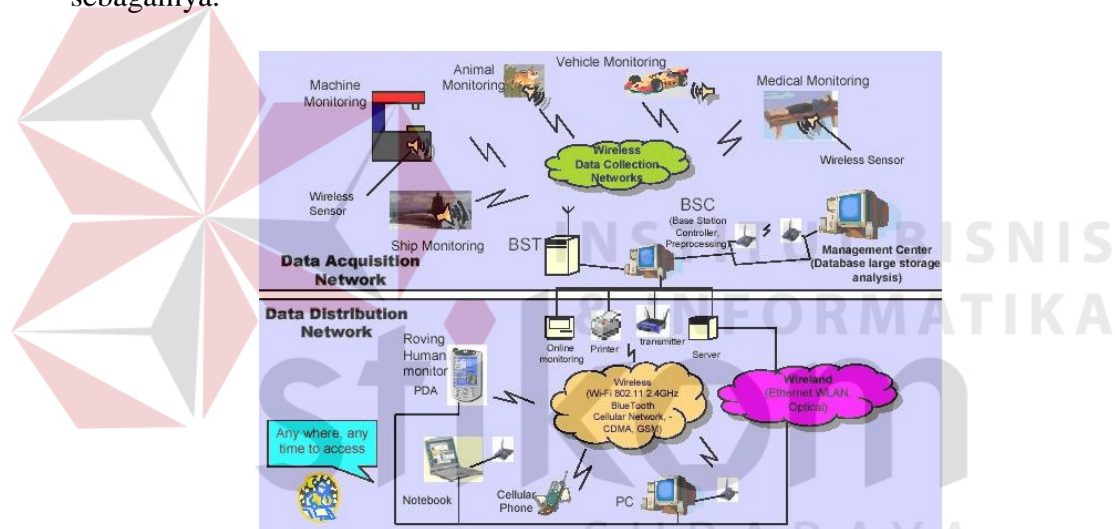 sebagainya.
Machine
Monitoring
Animal
Monitoring
Vehicle Monitoring
Medical Monitoring
Wireless
Data Collection
Networks
Wireless Sensor
Wireless
Sensor
Ship Monitoring
BST
BSC
(Base Station
Controller,
Preprocessing)
Management Center
(Database large storage
analysis)
Data Acquisition
Network
INSTITUT BISNIS
& INFORMATIKA
Data Distribution
Network
Online
monitoring
Printer
transmitter
Server
Roving
Human
monitor
PDA
Wireless
(Wi-Fi 802.11 2.4GHz
BlueTooth
Cellular Network, -
CDMA, GSM)
Wireland
(Ethernet WLAN,
Optical)
Any where, any
time to access
Notebook
Cellular
Phone
PC
stikom
SURABAYA